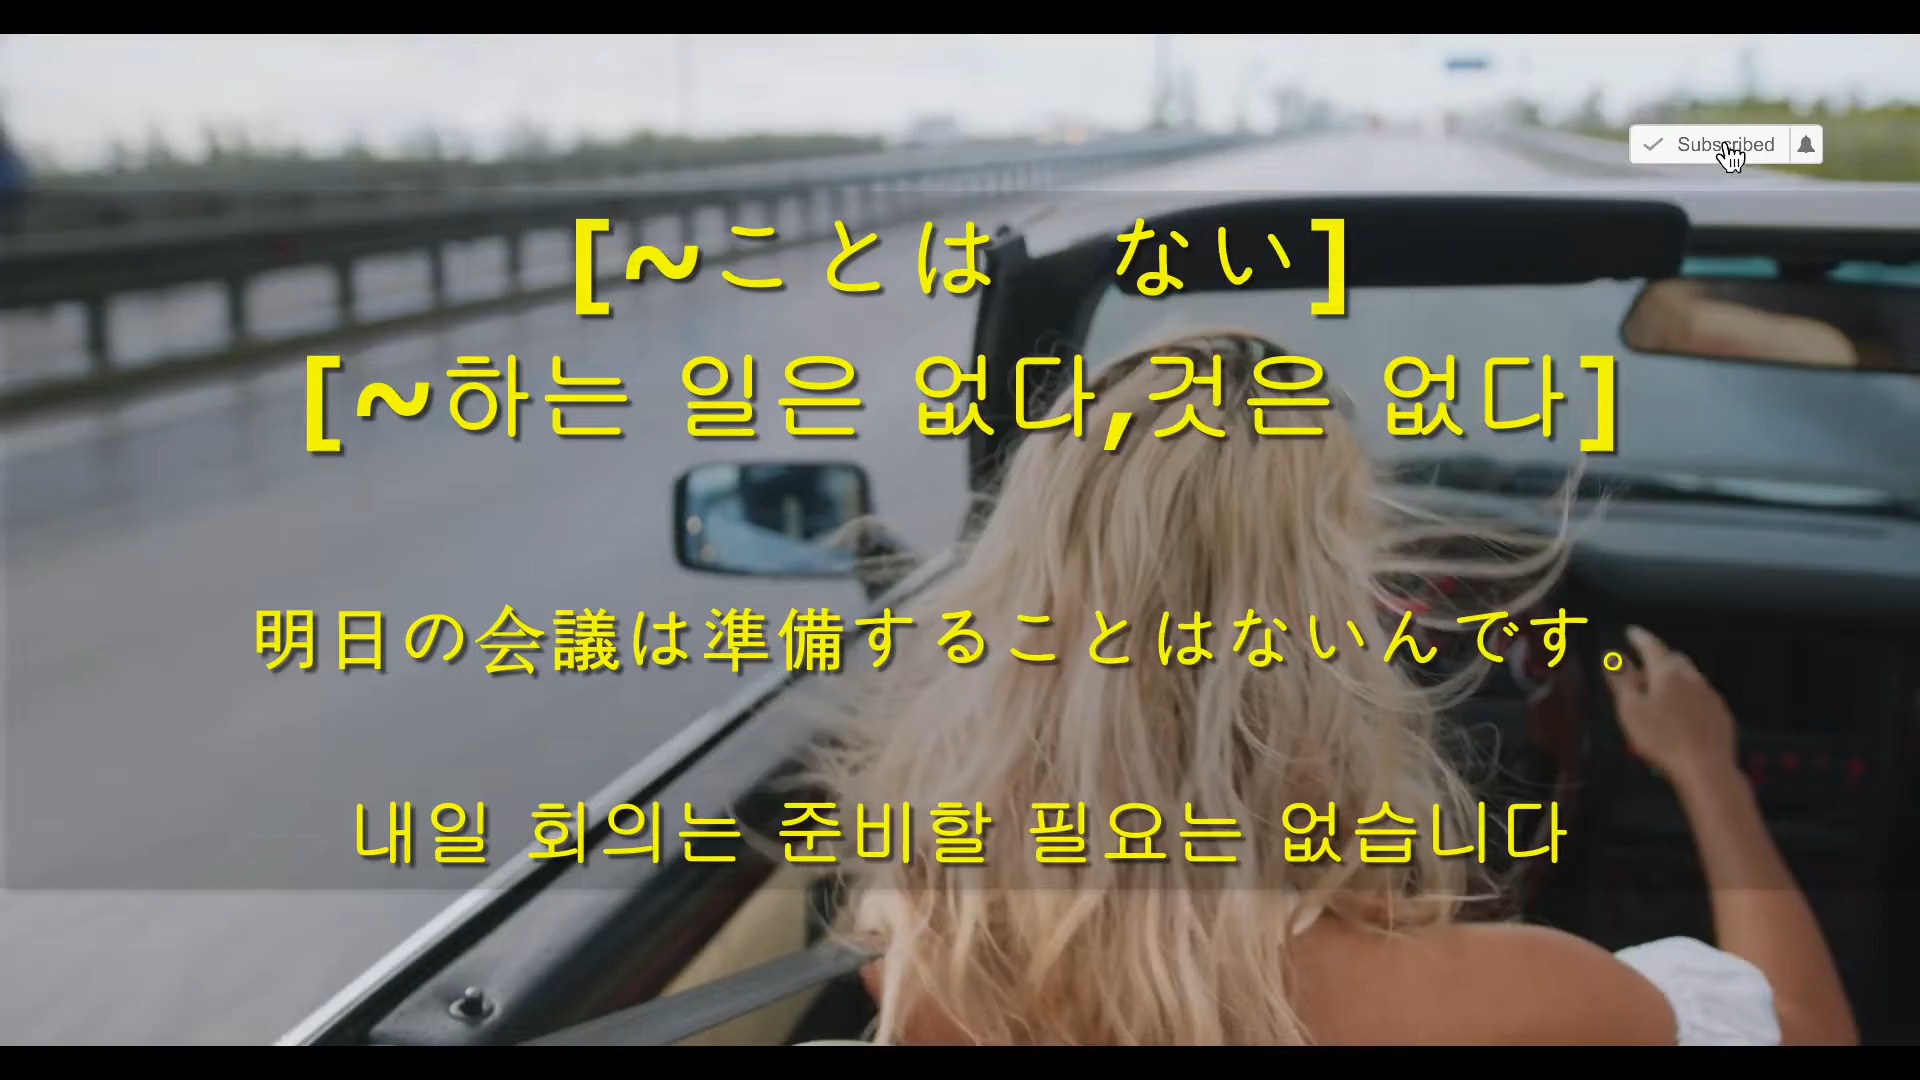 Subscribed
[~ことは　ない]
[~하는 일은 없다,것은 없다]
明日の会議は準備することはないんです。
내일 회의는 준비할 필요는 없습니다